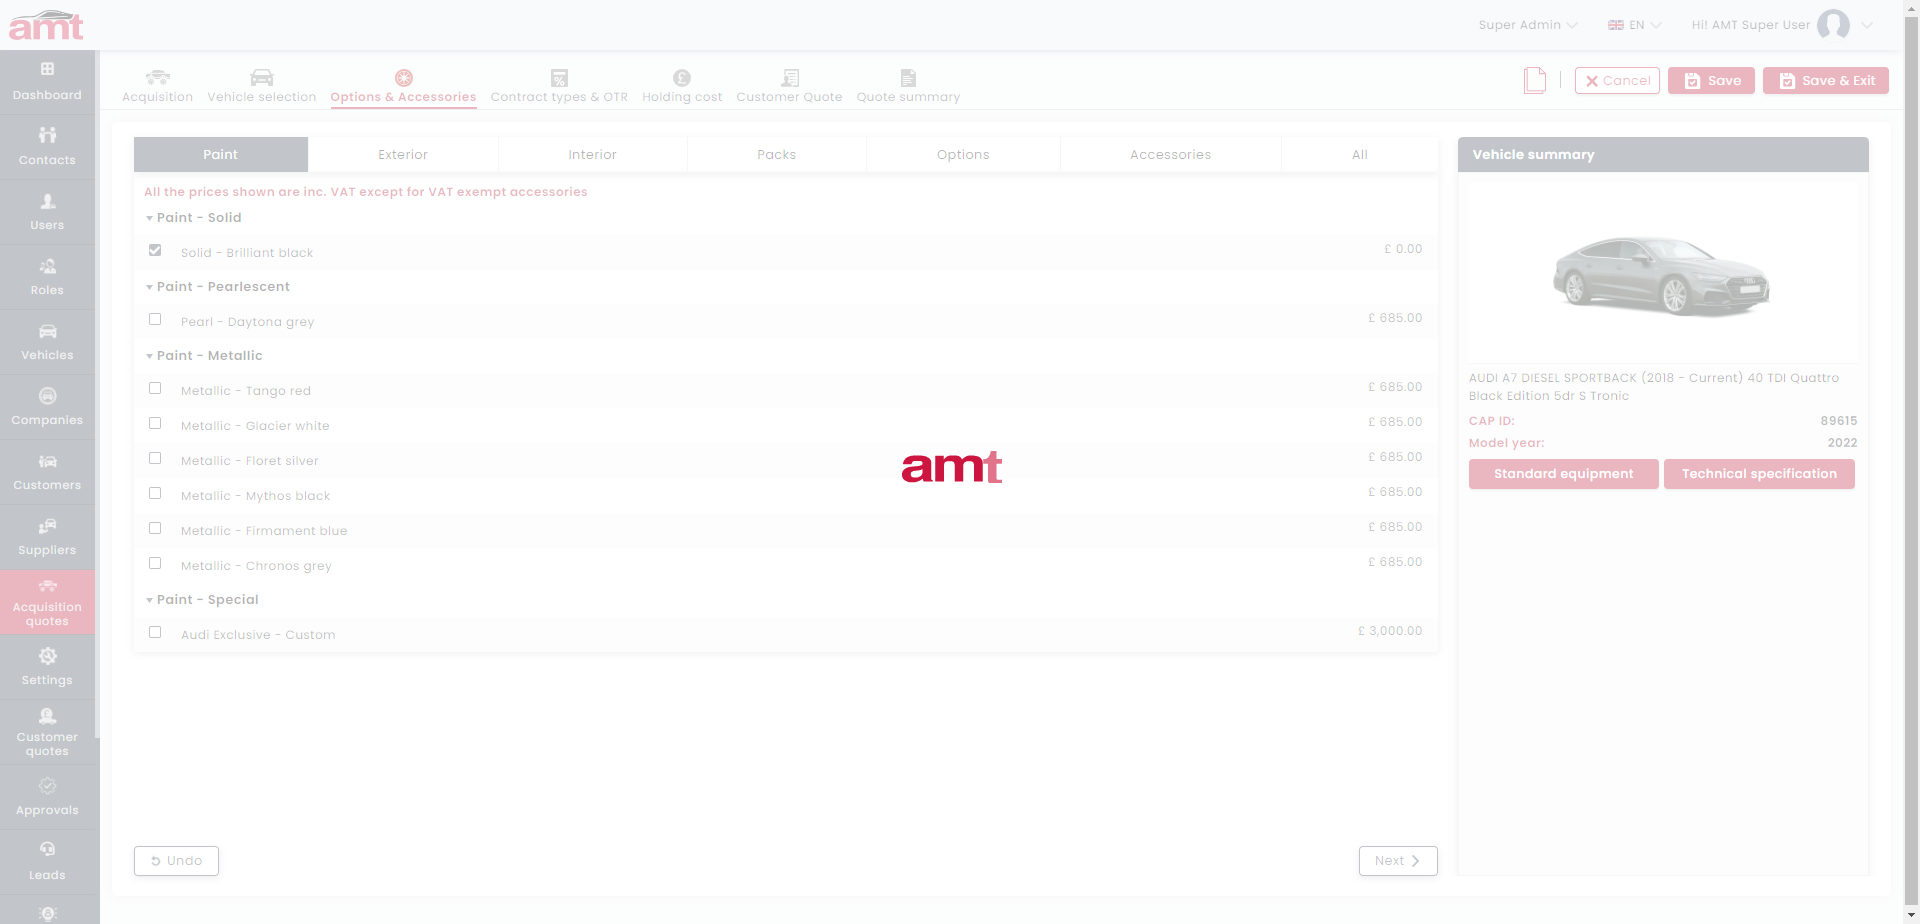 amt
Super Admin
EN
Hi! AMT Super User
Dashboard
Contacts
Users
Roles
Vehicles
Companies
Customers
Suppliers
Acquisition
quotes
Settings
Customer
quotes
Approvals
Leads
Acquisition
Vehicle selection
Options & Accessories
Contract types & OTR
Holding cost
Customer Quote
Quote summary
Cancel
Save
Save & Exit
Paint
Exterior
Interior
Packs
Options
Accessories
All
All the prices shown are inc. VAT except for VAT exempt accessories
Paint - Solid
Solid - Brilliant black £ 0.00
Paint - Pearlescent
Pearl - Daytona grey £ 685.00
Paint - Metallic
Metallic - Tango red £ 685.00
Metallic - Glacier white £ 685.00
Metallic - Floret silver £ 685.00
Metallic - Mythos black £ 685.00
Metallic - Firmament blue £ 685.00
Metallic - Chronos grey £ 685.00
Paint - Special
Audi Exclusive - Custom £ 3,000.00
amt
Undo
Next
Vehicle summary
AUDI A7 DIESEL SPORTBACK (2018 - Current) 40 TDI Quattro
Black Edition 5dr S Tronic
CAP ID: 89615
Model year: 2022
Standard equipment
Technical specification